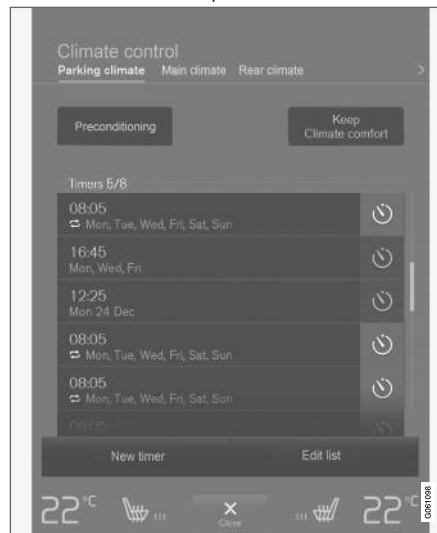 Climate control
Parking climate Main climate Rear climate
Preconditioning
Keep
Climate comfort
Timers 5/8
08:05
Mon, Tue, Wed, Fri, Sat, Sun
16:45
Mon, Wed, Fri
12:25
Mon 24 Dec
08:05
Mon, Tue, Wed, Fri, Sat, Sun
08:05
Mon, Tue, Wed, Fri, Sat, Sun
08:05
New timer Edit list
22°C 22°C
Close
G061098